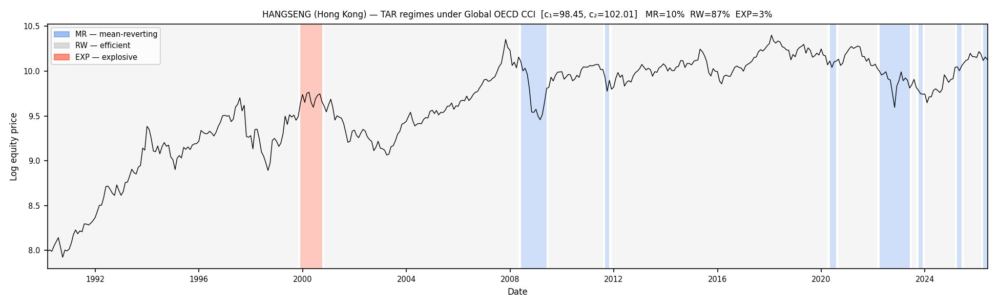 HANGSENG (Hong Kong) — TAR regimes under Global OECD CCI  [c₁=98.45, c₂=102.01]   MR=10%  RW=87%  EXP=3%
MR — mean-reverting
RW — efficient
EXP — explosive
Log equity price
10.5
10.0
9.5
9.0
8.5
8.0
1992 1996 2000 2004 2008 2012 2016 2020 2024
Date